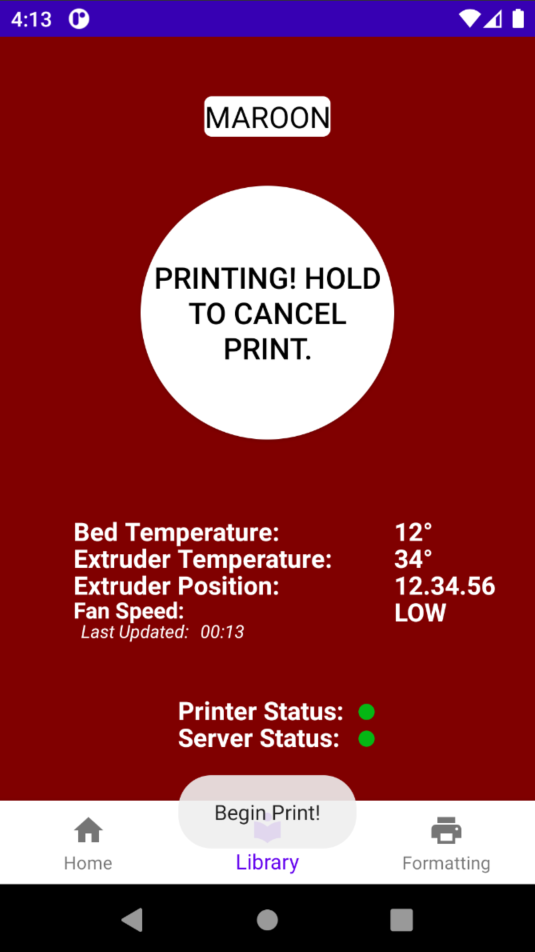 4:13
MAROON
PRINTING! HOLD
TO CANCEL
PRINT.
Bed Temperature: 12°
Extruder Temperature: 34°
Extruder Position: 12.34.56
Fan Speed: LOW
Last Updated: 00:13
Printer Status:
Server Status:
Begin Print!
Home Library Formatting